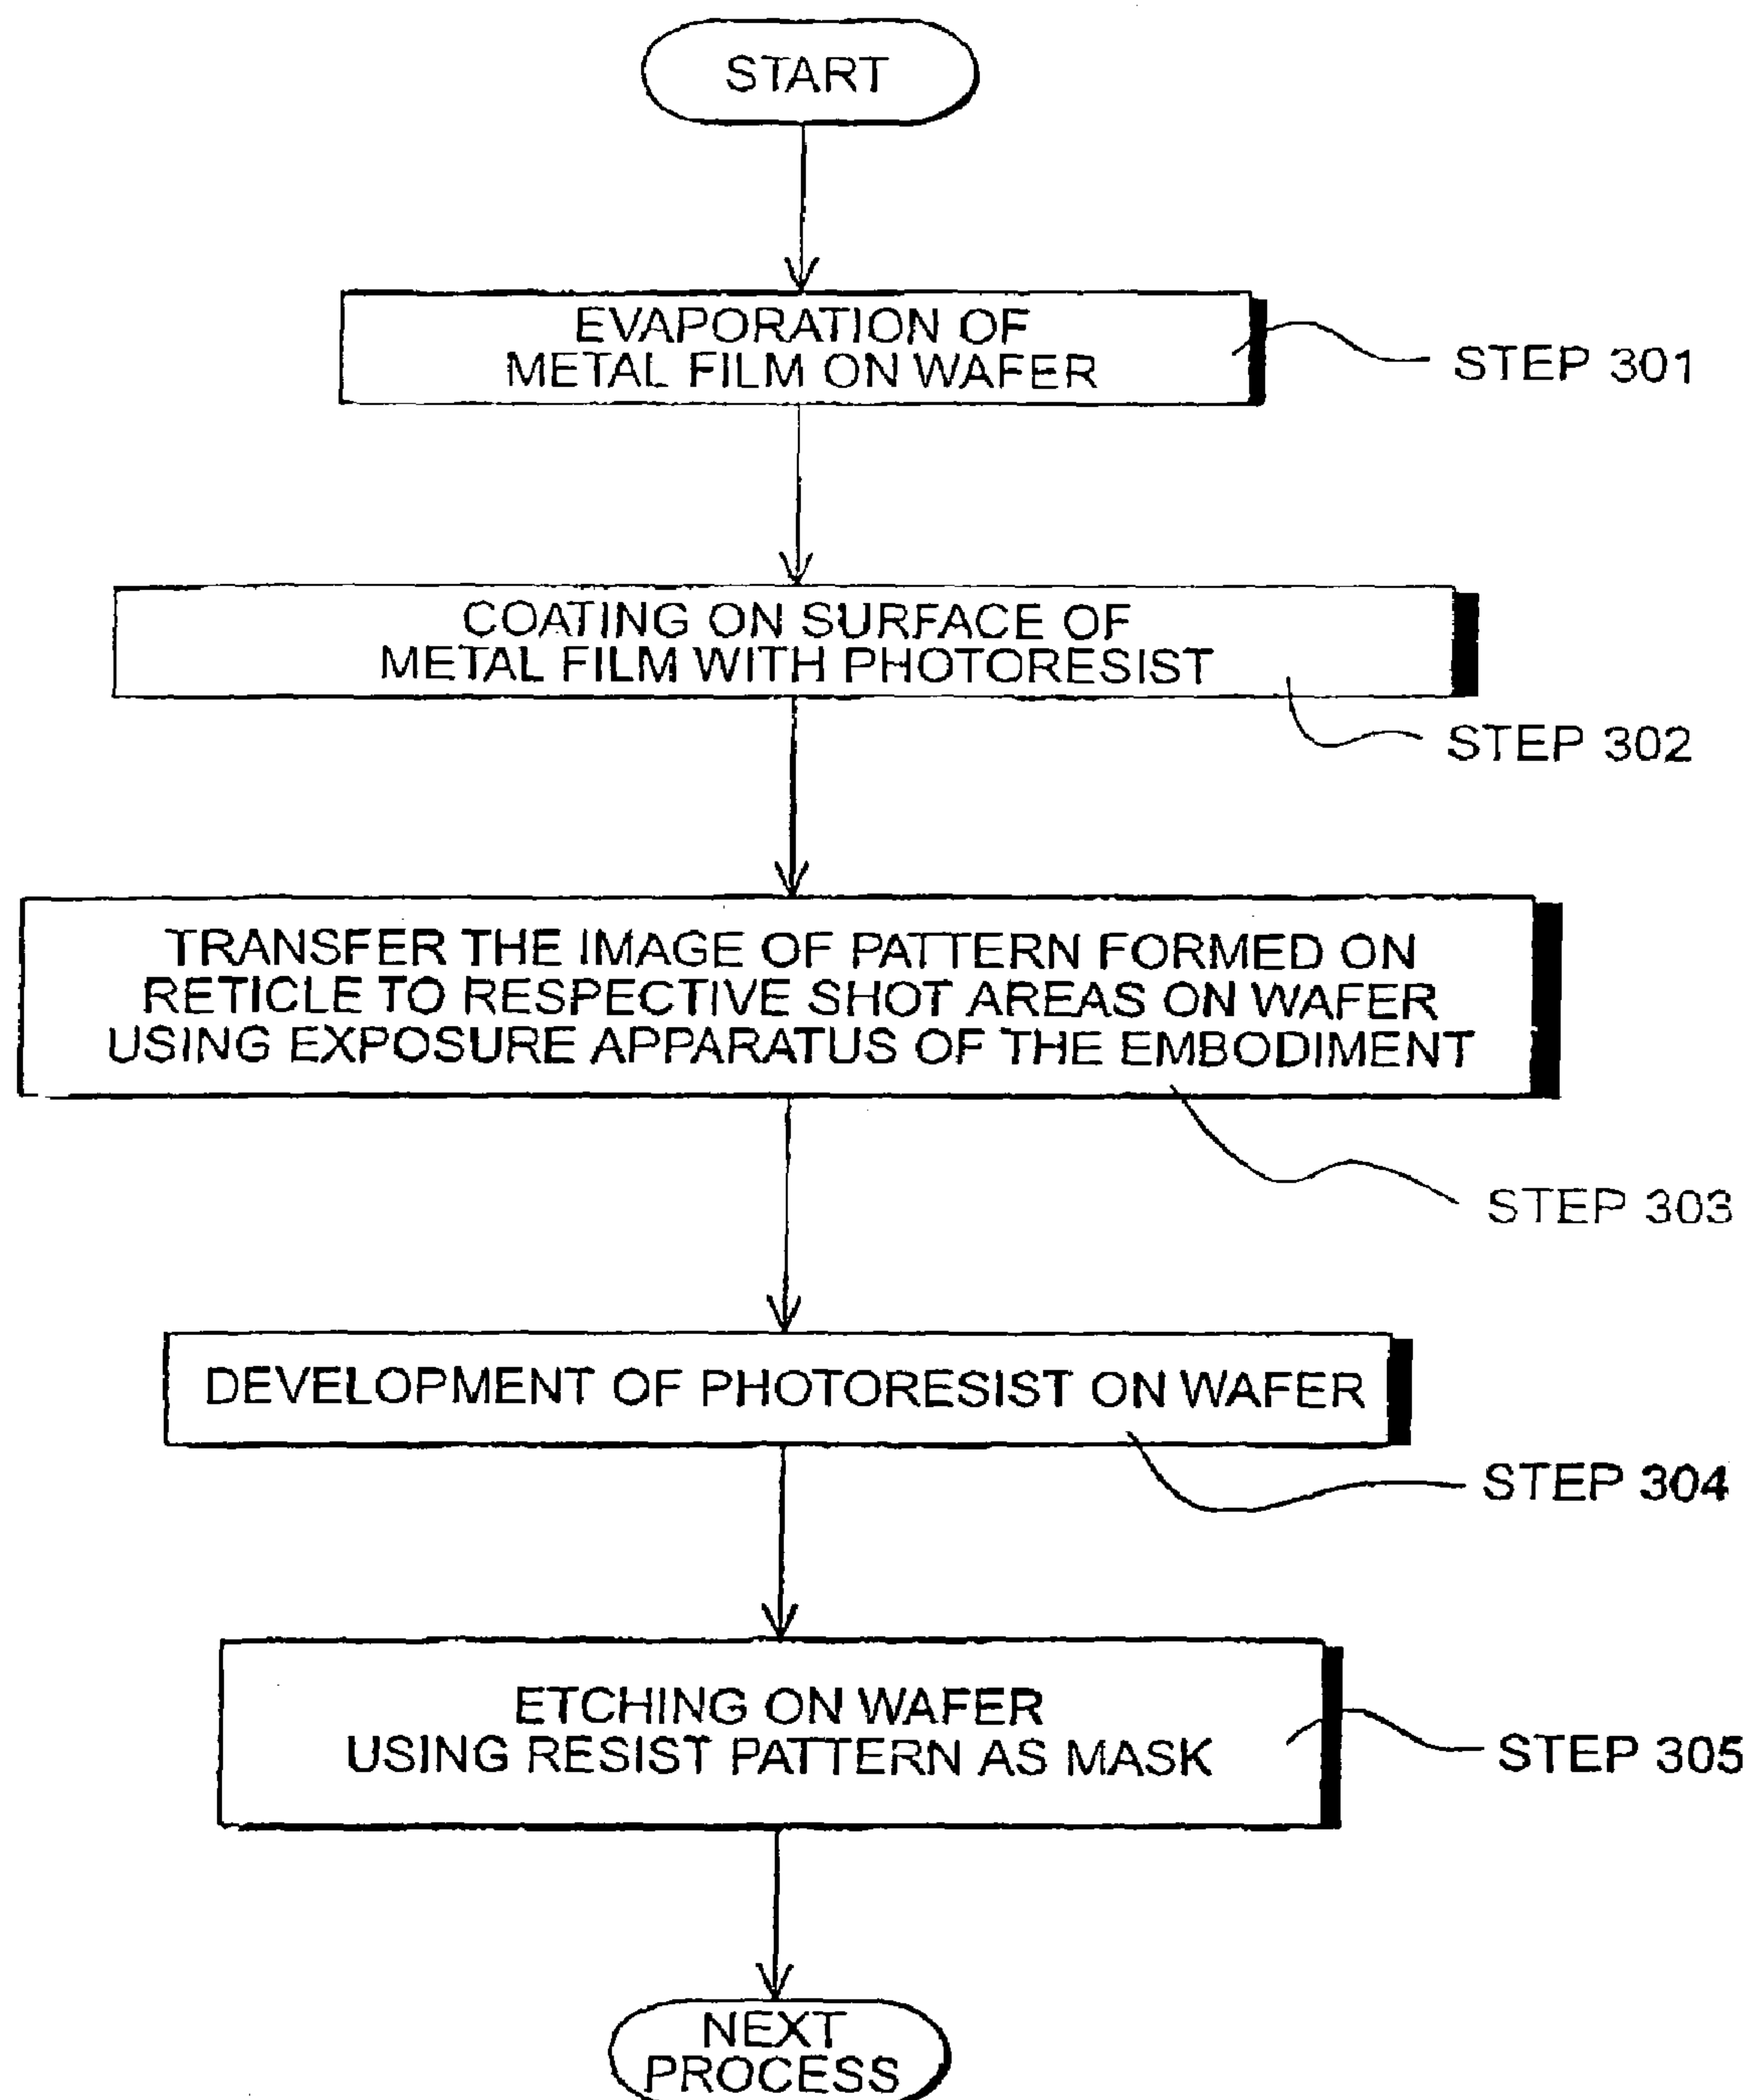 START
EVAPORATION OF
METAL FILM ON WAFER
STEP 301
COATING ON SURFACE OF
METAL FILM WITH PHOTORESIST
STEP 302
TRANSFER THE IMAGE OF PATTERN FORMED ON
RETICLE TO RESPECTIVE SHOT AREAS ON WAFER
USING EXPOSURE APPARATUS OF THE EMBODIMENT
STEP 303
DEVELOPMENT OF PHOTORESIST ON WAFER
STEP 304
ETCHING ON WAFER
USING RESIST PATTERN AS MASK
STEP 305
NEXT
PROCESS